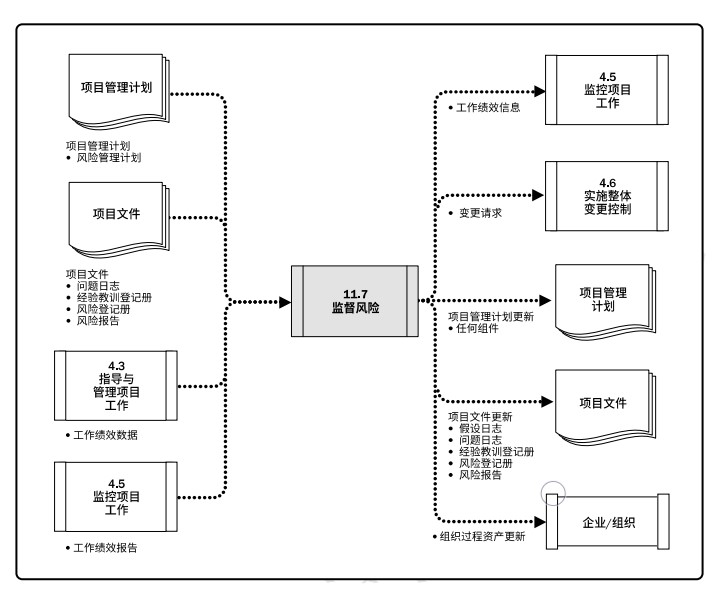 项目管理计划
项目管理计划
• 风险管理计划
项目文件
项目文件
• 问题日志
• 经验教训登记册
• 风险登记册
• 风险报告
4.3
指导与
管理项目
工作
• 工作绩效数据
4.5
监控项目
工作
• 工作绩效报告
11.7
监督风险
4.5
监控项目
工作
• 工作绩效信息
4.6
实施整体
变更控制
• 变更请求
项目管理
计划
项目管理计划更新
• 任何组件
项目文件
项目文件更新
• 假设日志
• 问题日志
• 经验教训登记册
• 风险登记册
• 风险报告
企业/组织
• 组织过程资产更新